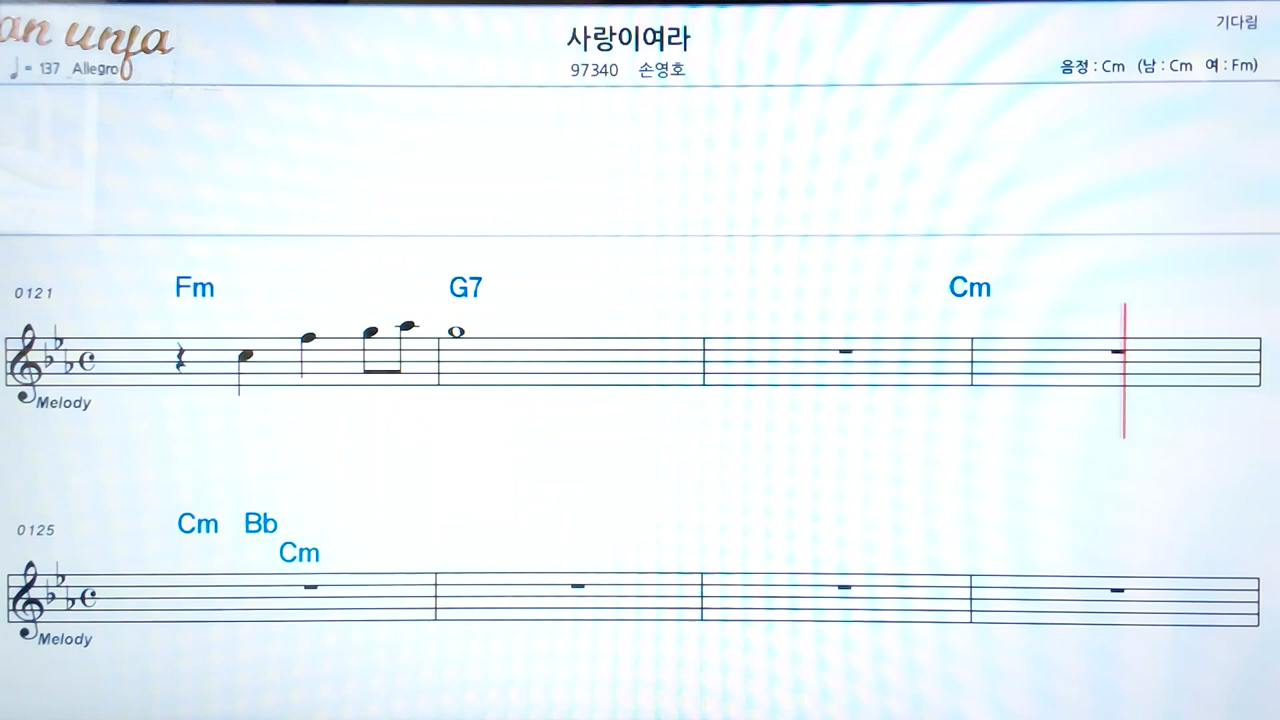 an unfa
사랑이여라
기다림
♩= 137 Allegro
97340 손영호
음정 : Cm (남 : Cm 여 : Fm)
0121 Fm G7 Cm
Melody
0125 Cm Bb
Cm
Melody